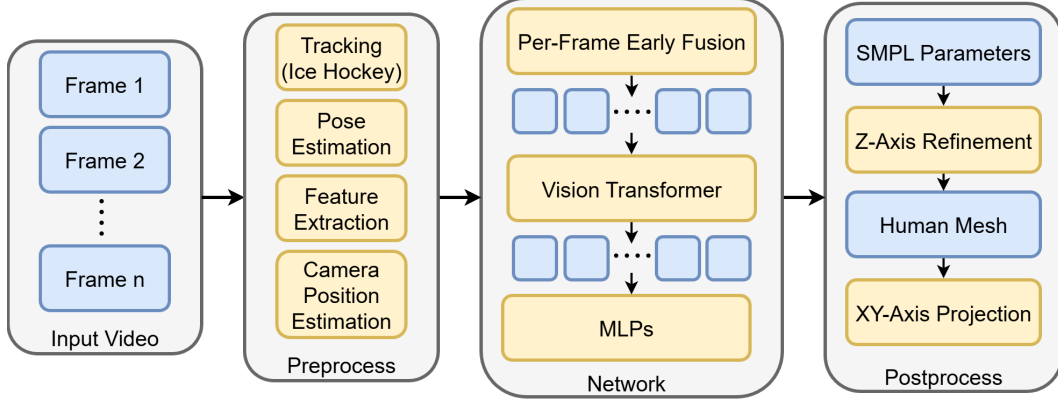 Frame 1
Frame 2
Frame n
Input Video
Tracking
(Ice Hockey)
Pose
Estimation
Feature
Extraction
Camera
Position
Estimation
Preprocess
Per-Frame Early Fusion
Vision Transformer
MLPs
Network
SMPL Parameters
Z-Axis Refinement
Human Mesh
XY-Axis Projection
Postprocess